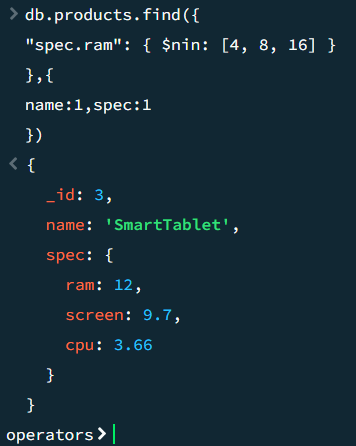 > db.products.find({
"spec.ram": { $nin: [4, 8, 16] }
},{
name:1,spec:1
})
< {
_id: 3,
name: 'SmartTablet',
spec: {
ram: 12,
screen: 9.7,
cpu: 3.66
}
}
operators>